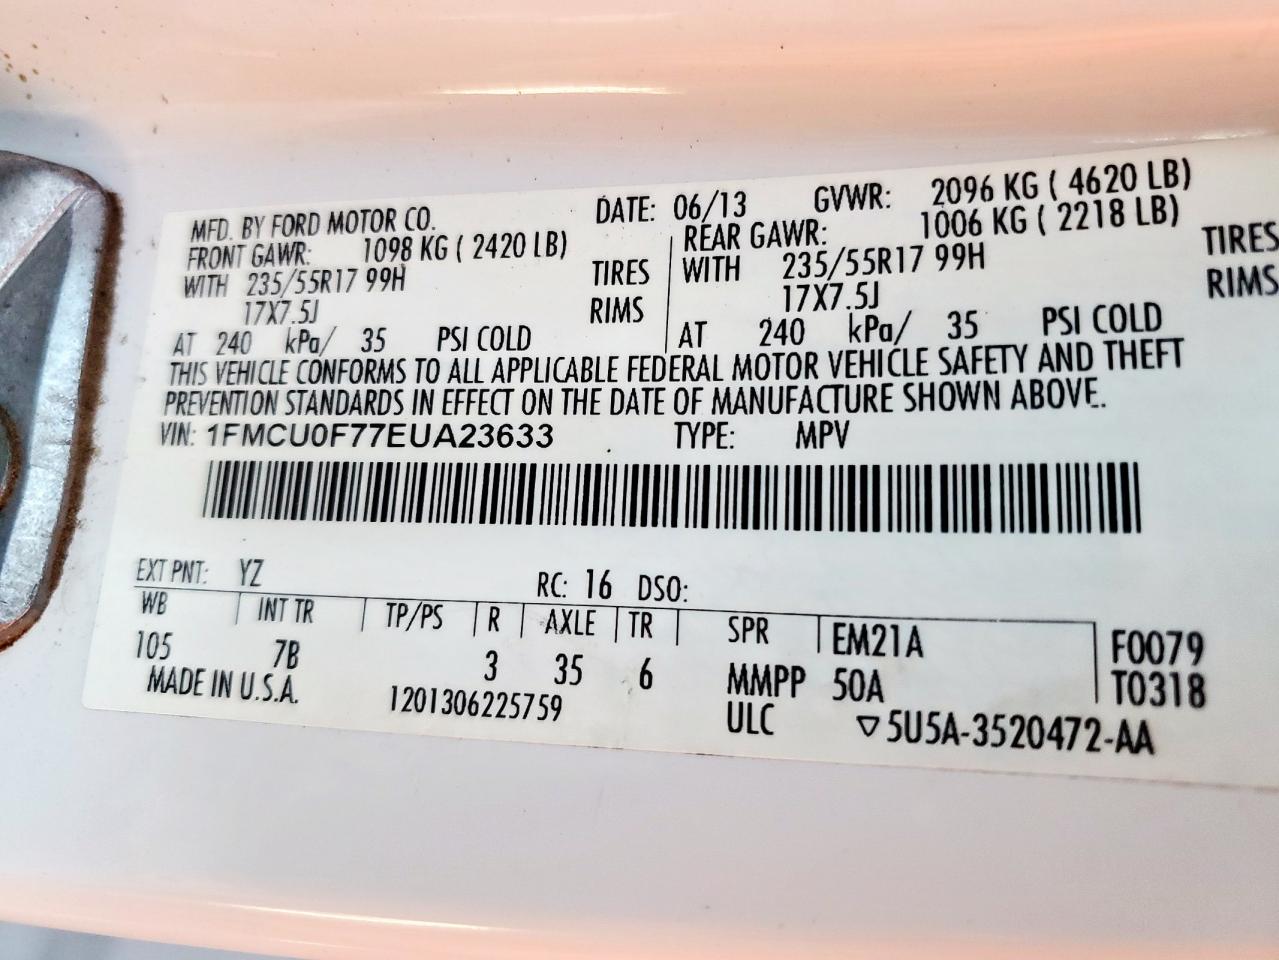 MFD. BY FORD MOTOR CO. DATE: 06/13 GVWR: 2096 KG ( 4620 LB)
FRONT GAWR: 1098 KG ( 2420 LB) REAR GAWR: 1006 KG ( 2218 LB)
WITH 235/55R17 99H TIRES WITH 235/55R17 99H TIRES
17X7.5J RIMS 17X7.5J RIMS
AT 240 kPa/ 35 PSI COLD AT 240 kPa/ 35 PSI COLD
THIS VEHICLE CONFORMS TO ALL APPLICABLE FEDERAL MOTOR VEHICLE SAFETY AND THEFT
PREVENTION STANDARDS IN EFFECT ON THE DATE OF MANUFACTURE SHOWN ABOVE.
VIN: 1FMCU0F77EUA23633 TYPE: MPV
EXT PNT: YZ RC: 16 DSO:
WB INT TR TP/PS R AXLE TR SPR EM21A F0079
105 7B 3 35 6 MMPP 50A T0318
MADE IN U.S.A. 1201306225759 ULC ▽5U5A-3520472-AA